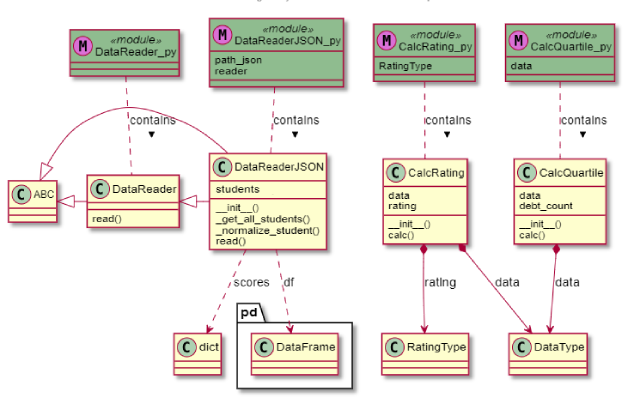 M «module»
DataReader_py
M «module»
DataReaderJSON_py
path_json
reader
M «module»
CalcRating_py
RatingType
M «module»
CalcQuartile_py
data
contains
contains
contains
contains
C ABC
C DataReader
read()
C DataReaderJSON
students
__init__()
_get_all_students()
_normalize_student()
read()
C CalcRating
data
rating
__init__()
calc()
C CalcQuartile
data
debt_count
__init__()
calc()
scores
df
rating
data
data
pd
C dict
C DataFrame
C RatingType
C DataType